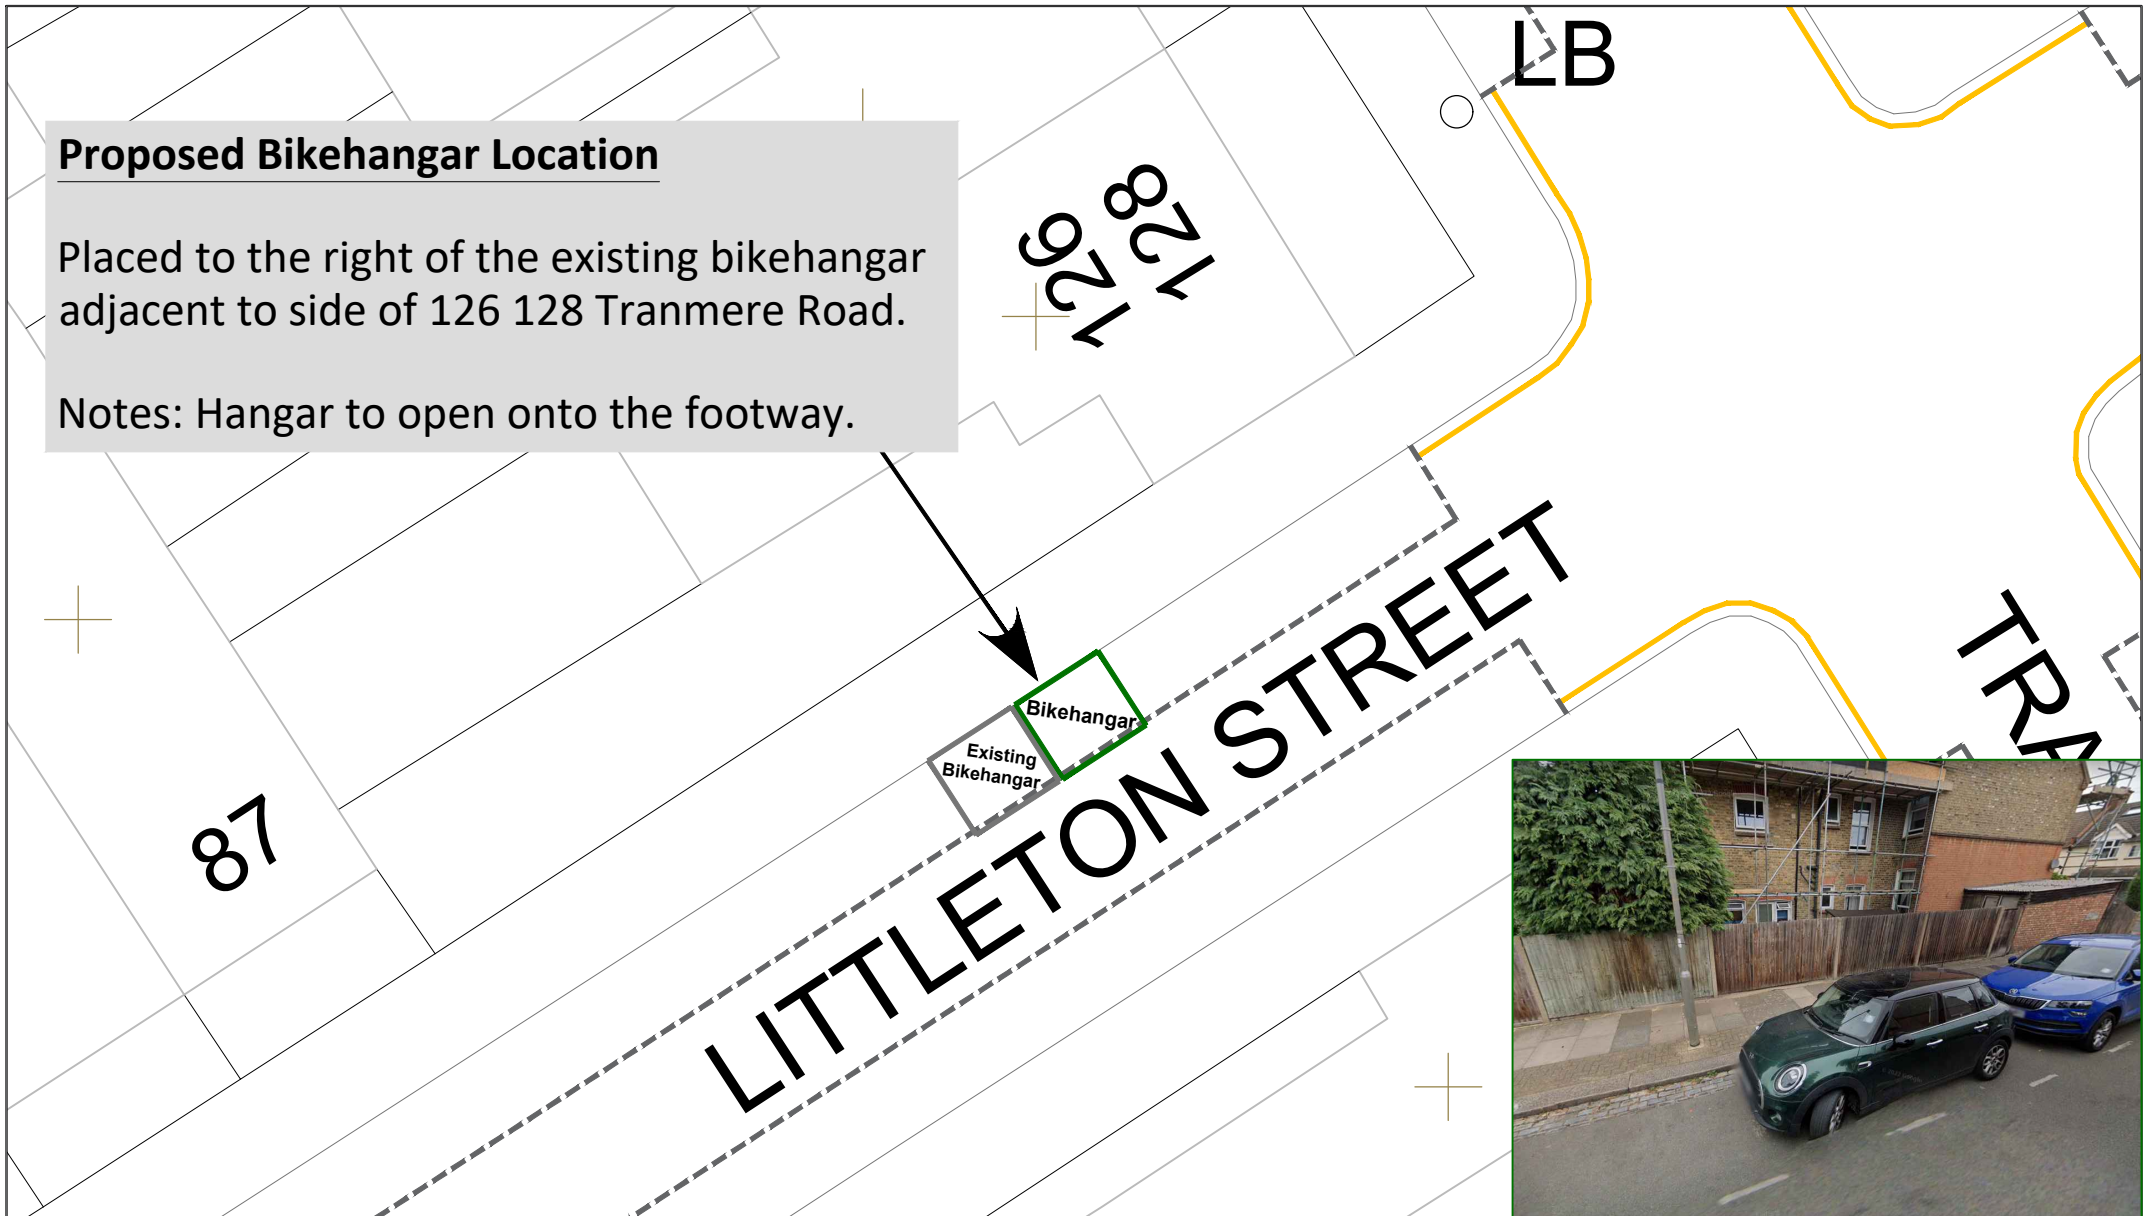 Proposed Bikehangar Location
Placed to the right of the existing bikehangar
adjacent to side of 126 128 Tranmere Road.
Notes: Hangar to open onto the footway.
LB
126
128
Bikehangar
Existing
Bikehangar
87
LITTLETON STREET
TRA